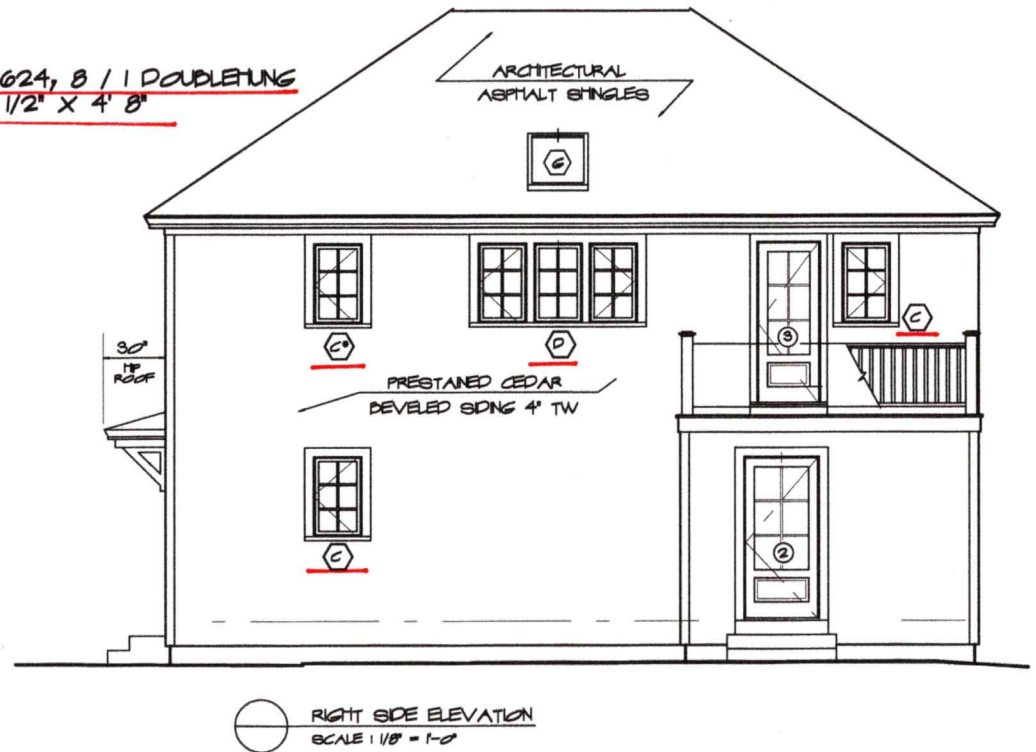 624, 8 / 1 DOUBLEHUNG
1/2" X 4' 8"
ARCHITECTURAL
ASPHALT SHINGLES
G
C*
D
3
C
30"
HIP
ROOF
PRESTAINED CEDAR
BEVELED SIDING 4" TW
C
2
RIGHT SIDE ELEVATION
SCALE : 1/8" = 1'-0"